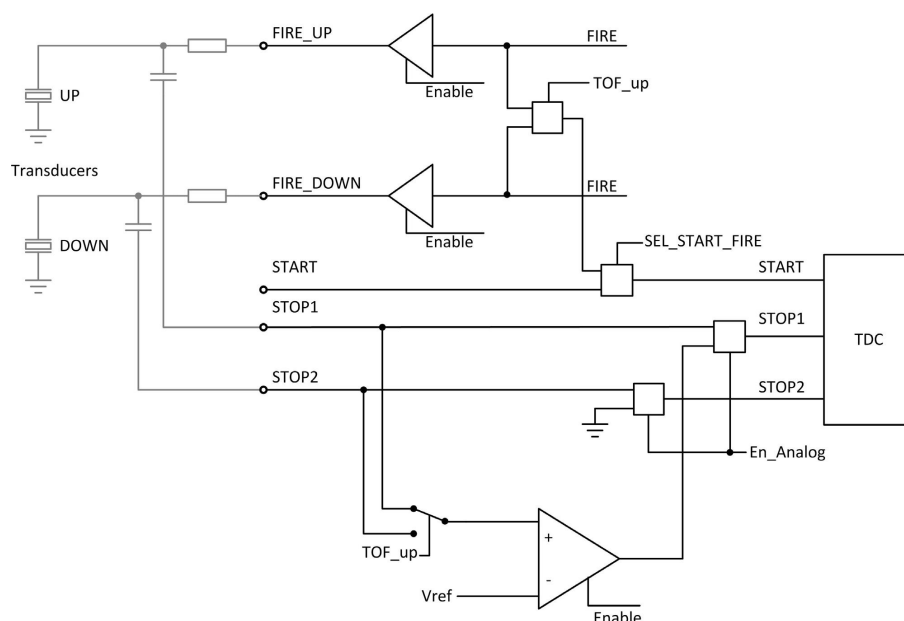 FIRE_UP
FIRE
Enable
TOF_up
UP
Transducers
FIRE_DOWN
FIRE
Enable
DOWN
SEL_START_FIRE
START
START
STOP1
STOP1
TDC
STOP2
STOP2
En_Analog
TOF_up
+
-
Vref
Enable